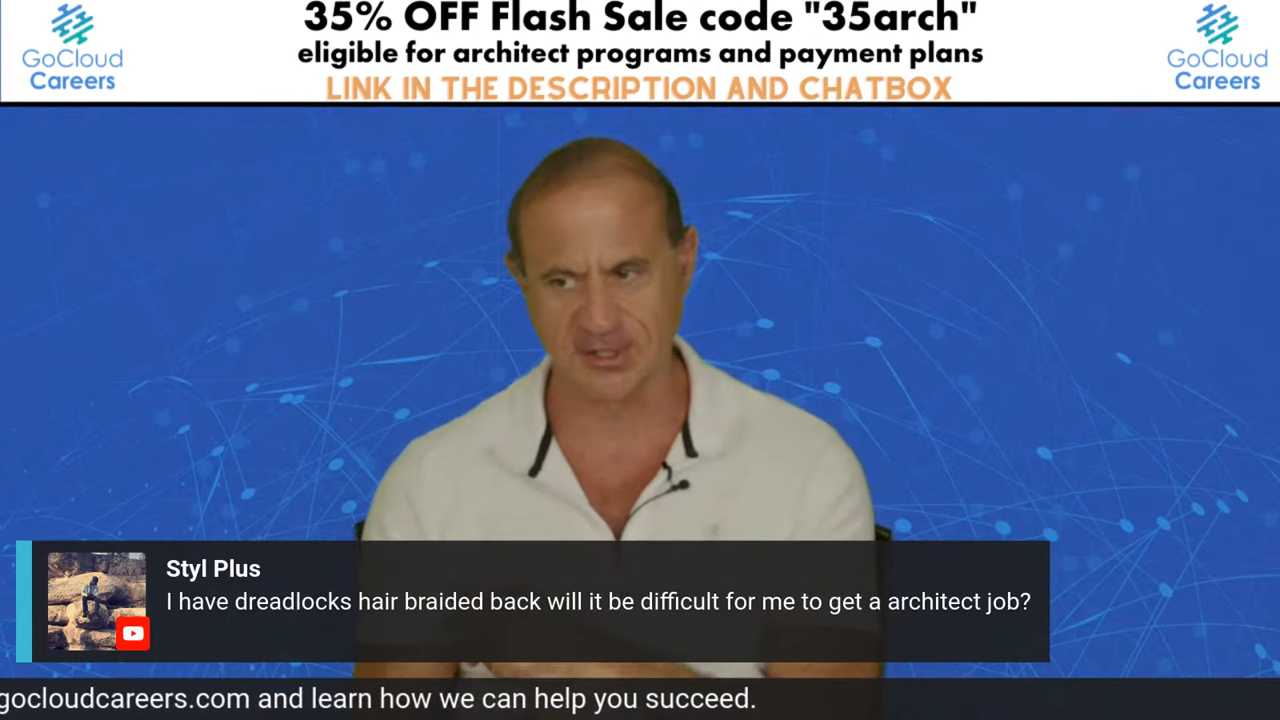 35% OFF Flash Sale code "35arch"
eligible for architect programs and payment plans
LINK IN THE DESCRIPTION AND CHATBOX
GoCloud
Careers
GoCloud
Careers
Styl Plus
I have dreadlocks hair braided back will it be difficult for me to get a architect job?
gocloudcareers.com and learn how we can help you succeed.